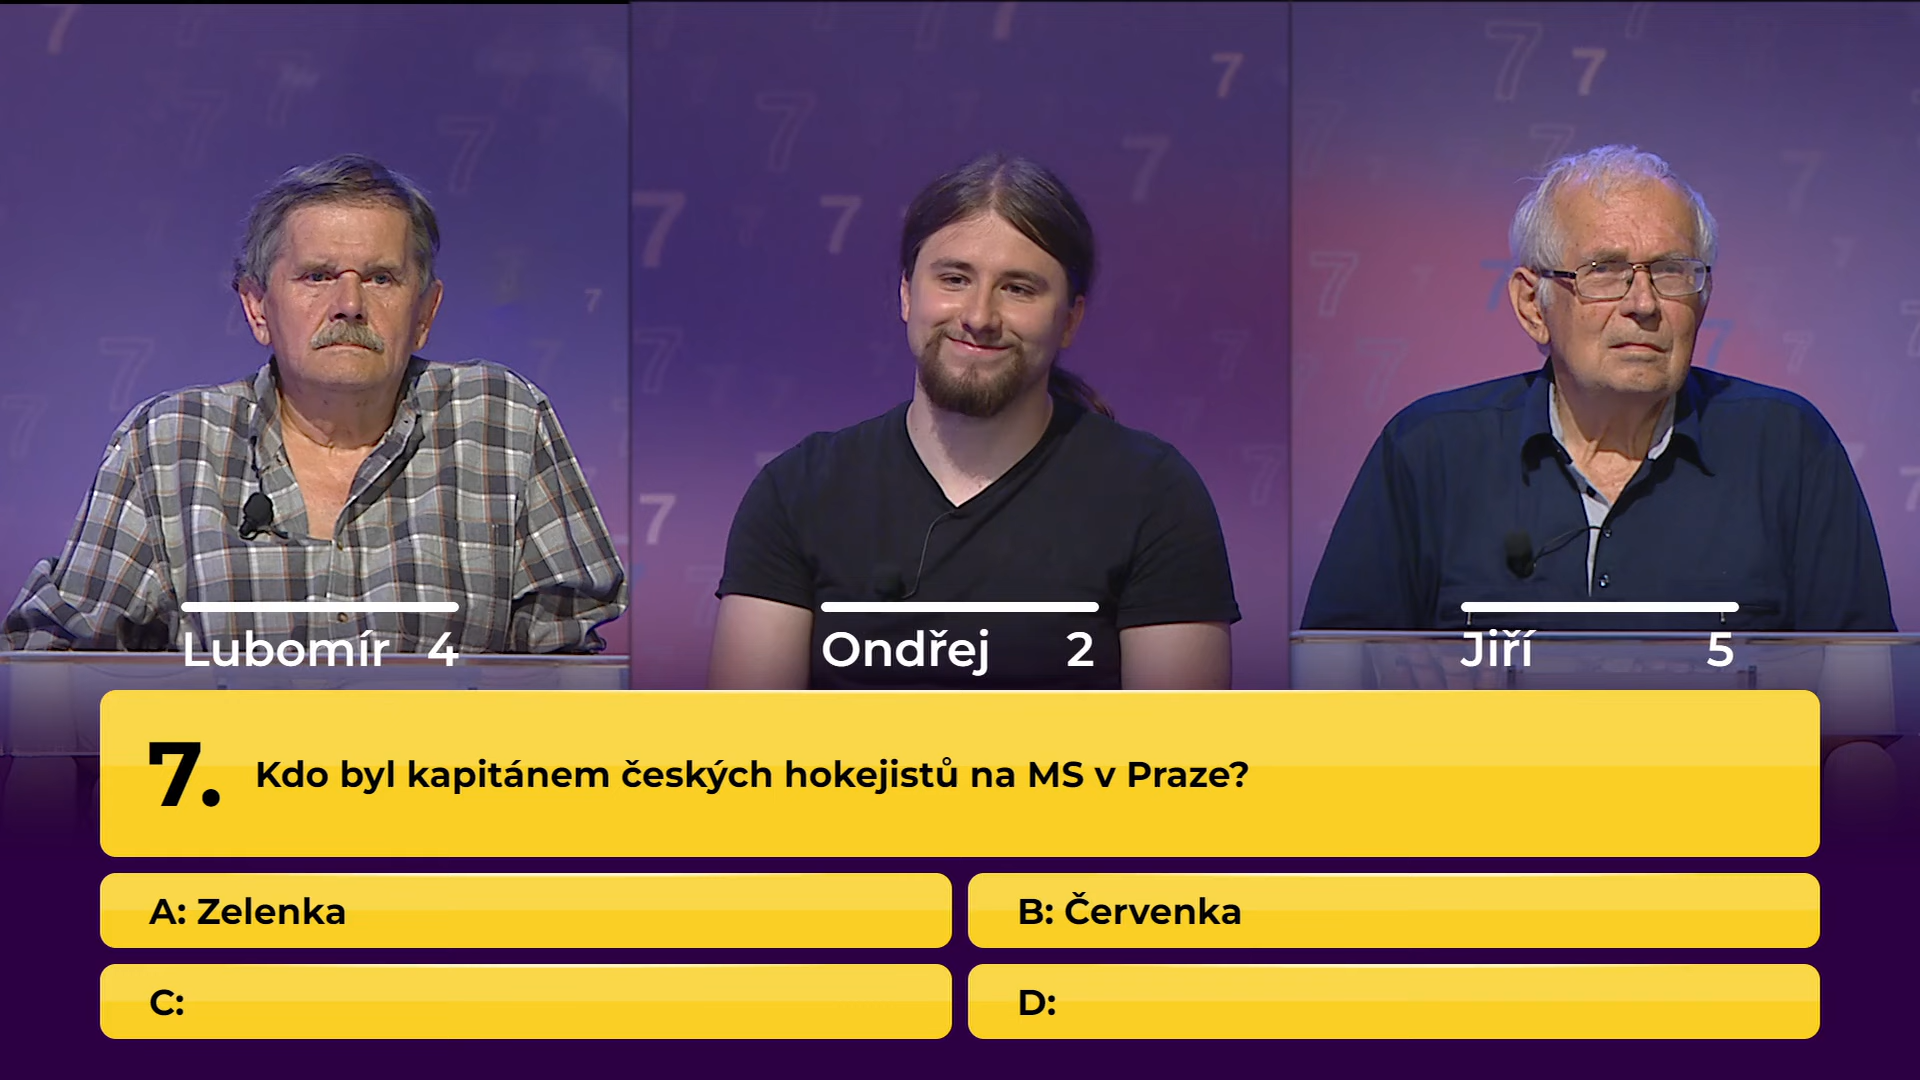 Lubomír 4
Ondřej 2
Jiří 5
7. Kdo byl kapitánem českých hokejistů na MS v Praze?
A: Zelenka
B: Červenka
C:
D: